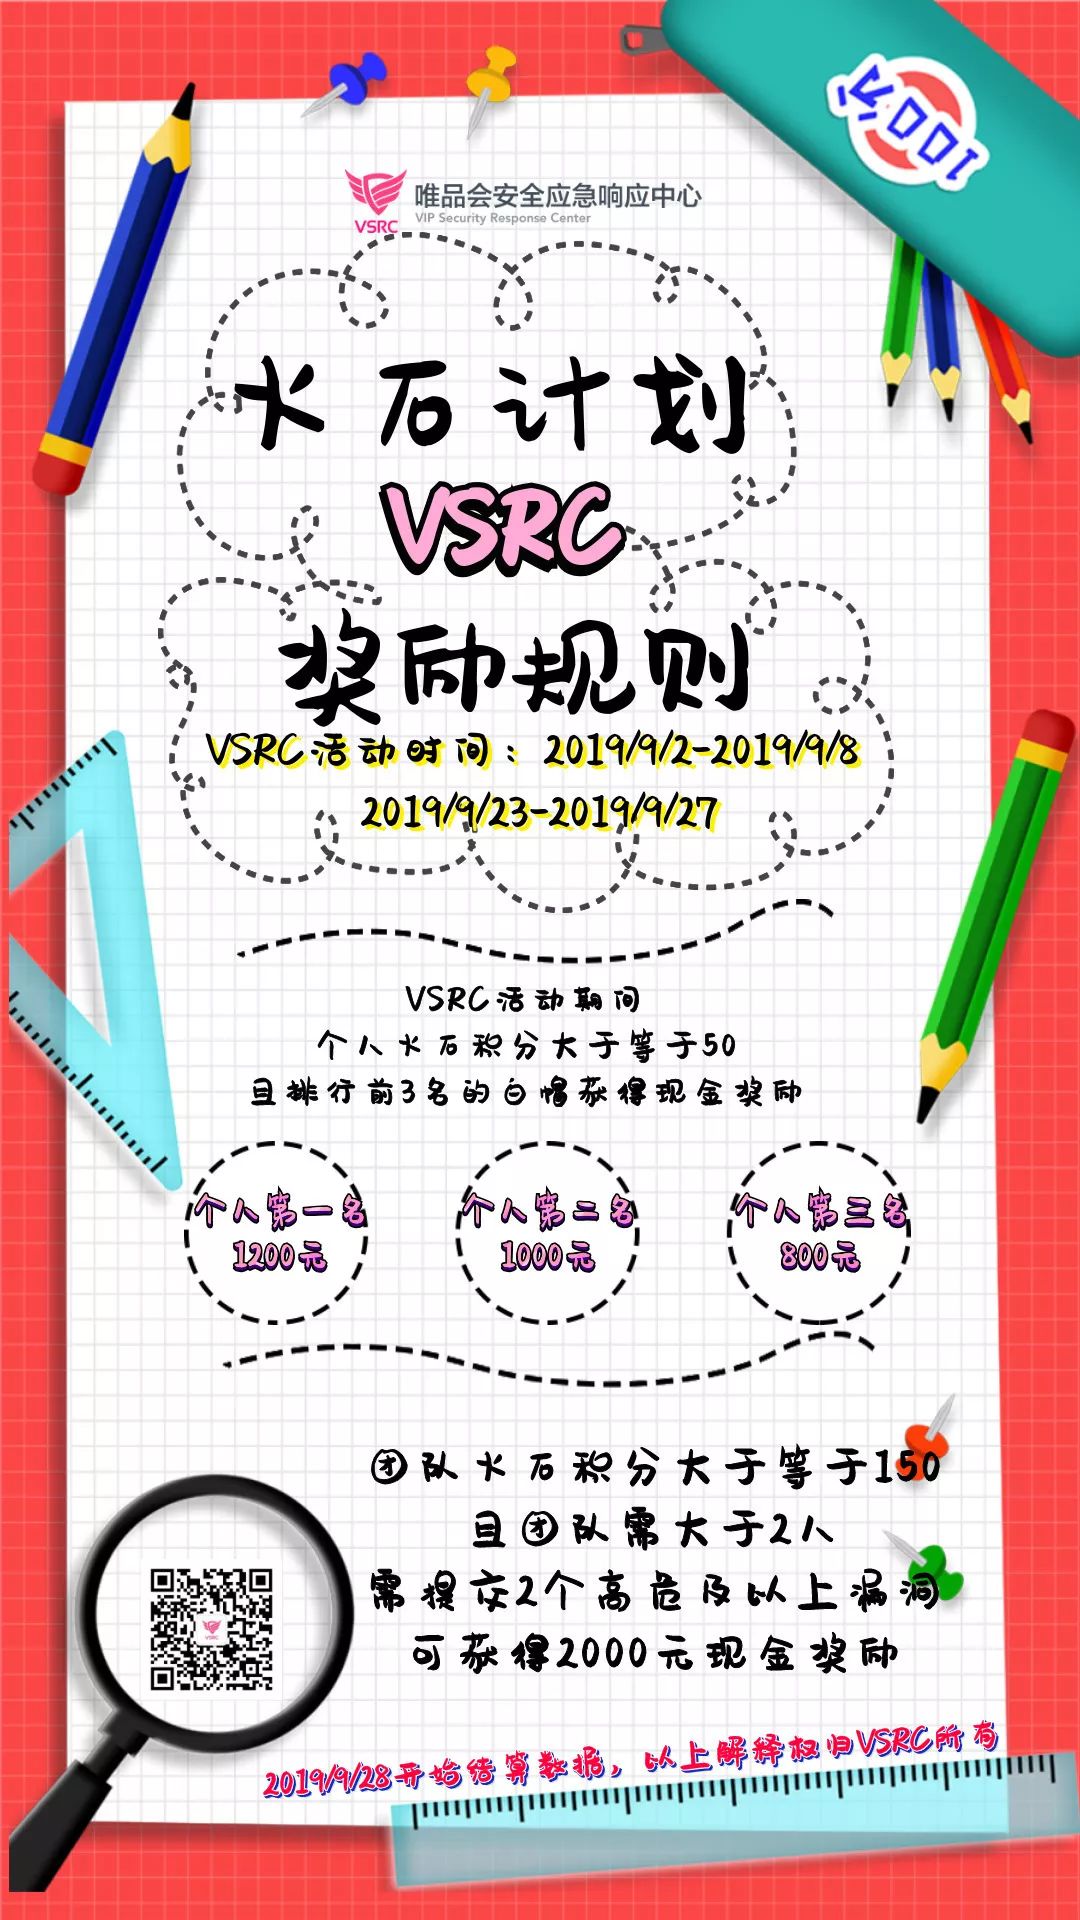 100分
VSRC
唯品会安全应急响应中心
VIP Security Response Center
火石计划
VSRC
奖励规则
VSRC活动时间：2019/9/2-2019/9/8
2019/9/23-2019/9/27
VSRC活动期间
个人火石积分大于等于50
且排行前3名的白帽获得现金奖励
个人第一名
1200元
个人第二名
1000元
个人第三名
800元
团队火石积分大于等于150
且团队需大于2人
需提交2个高危及以上漏洞
可获得2000元现金奖励
VSRC
2019/9/28开始结算数据，以上解释权归VSRC所有